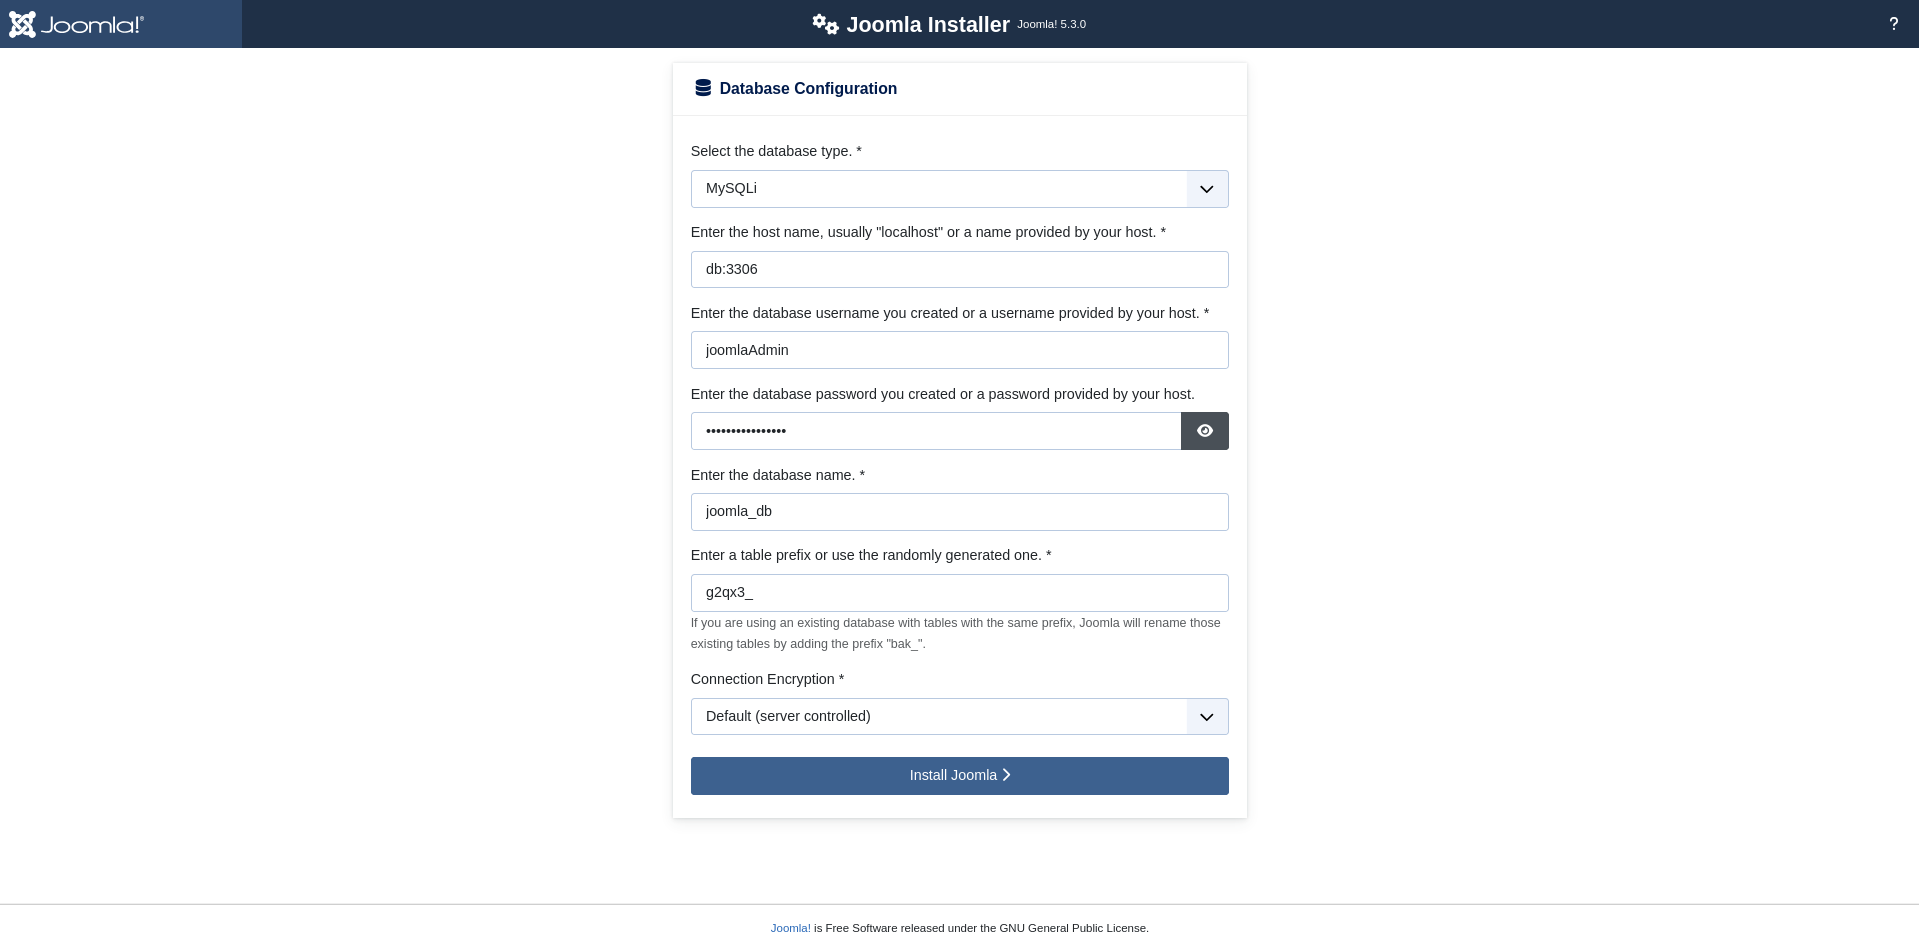 Joomla!®
Joomla Installer Joomla! 5.3.0
?
Database Configuration
Select the database type. *
MySQLi
Enter the host name, usually "localhost" or a name provided by your host. *
db:3306
Enter the database username you created or a username provided by your host. *
joomlaAdmin
Enter the database password you created or a password provided by your host.
••••••••••••••••
Enter the database name. *
joomla_db
Enter a table prefix or use the randomly generated one. *
g2qx3_
If you are using an existing database with tables with the same prefix, Joomla will rename those
existing tables by adding the prefix "bak_".
Connection Encryption *
Default (server controlled)
Install Joomla
Joomla! is Free Software released under the GNU General Public License.